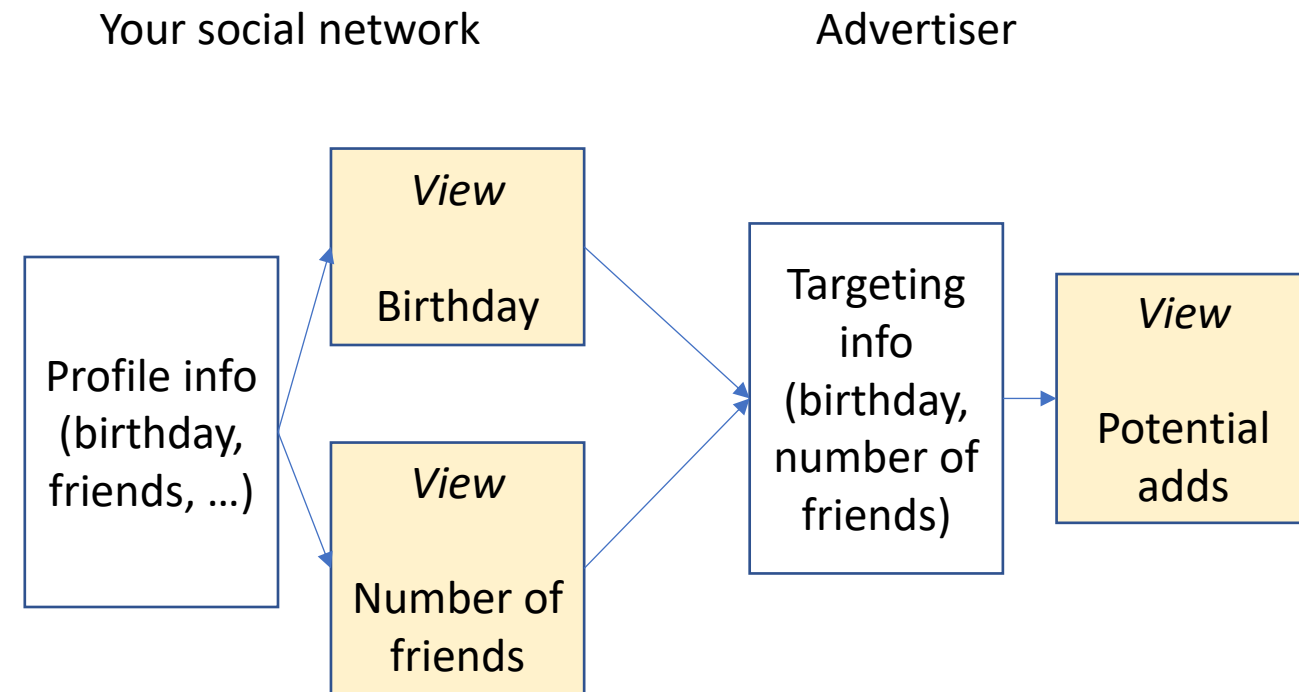 Your social network
Advertiser
Profile info
(birthday,
friends, …)
View
Birthday
View
Number of
friends
Targeting
info
(birthday,
number of
friends)
View
Potential
adds